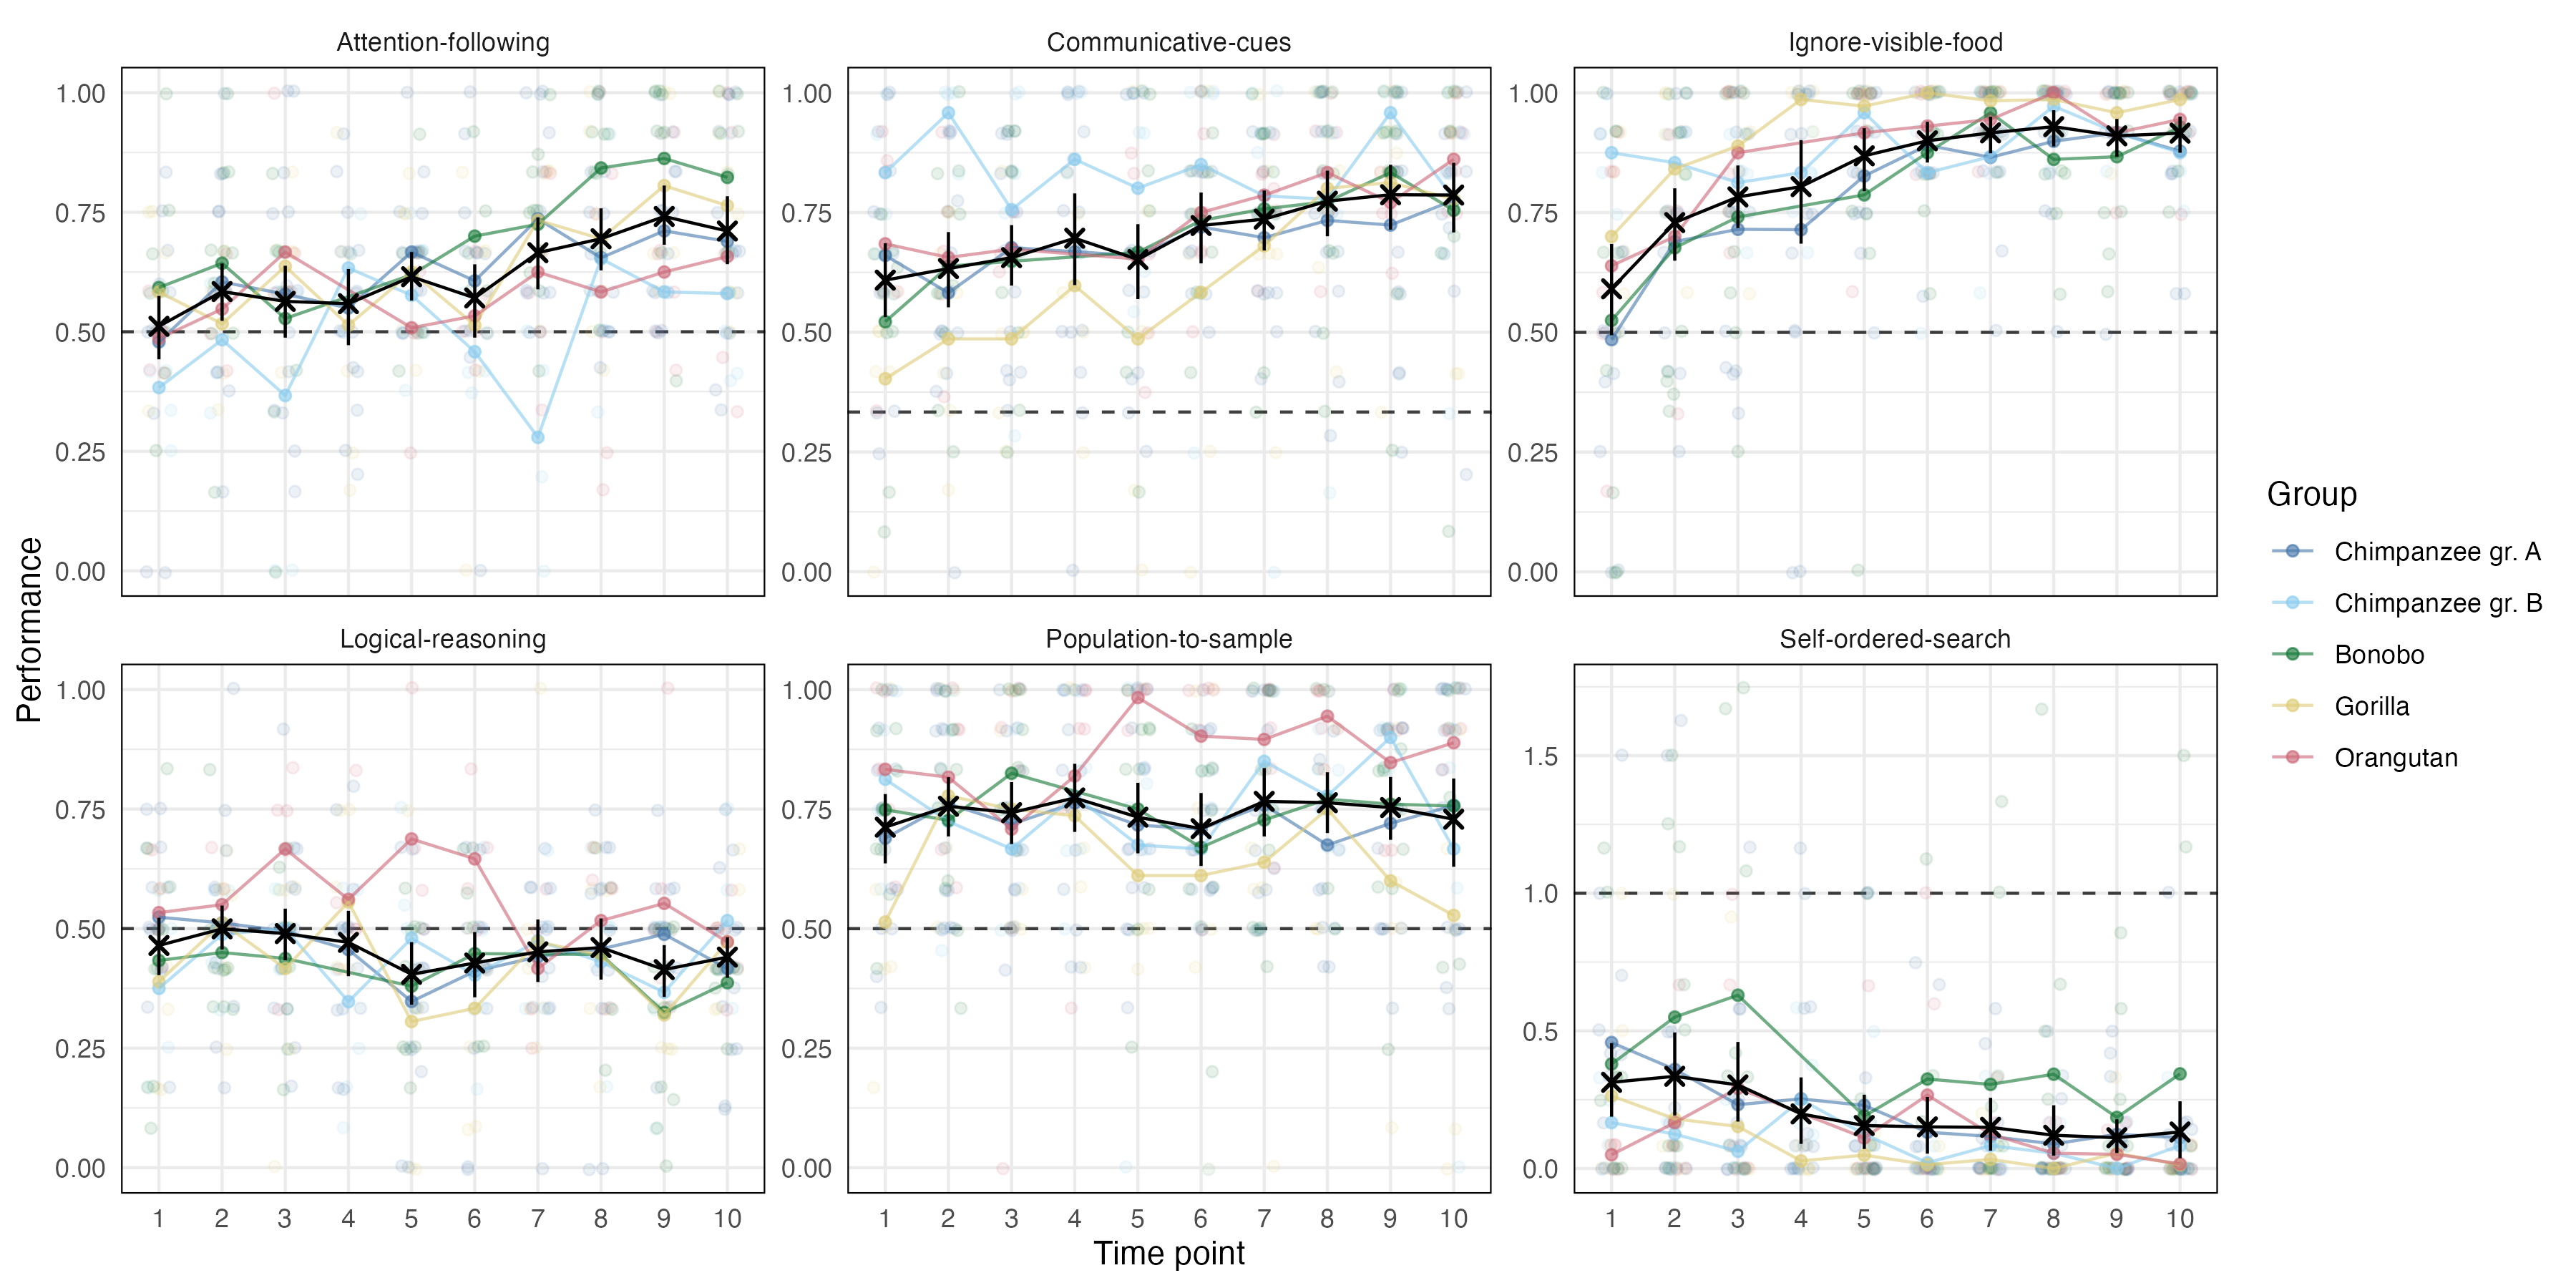 Attention-following
Communicative-cues
Ignore-visible-food
1.00
0.75
0.50
0.25
0.00
1.00
0.75
0.50
0.25
0.00
1.00
0.75
0.50
0.25
0.00
Logical-reasoning
Population-to-sample
Self-ordered-search
1.00
0.75
0.50
0.25
0.00
1.00
0.75
0.50
0.25
0.00
1.5
1.0
0.5
0.0
1 2 3 4 5 6 7 8 9 10
1 2 3 4 5 6 7 8 9 10
1 2 3 4 5 6 7 8 9 10
Time point
Performance
Group
Chimpanzee gr. A
Chimpanzee gr. B
Bonobo
Gorilla
Orangutan